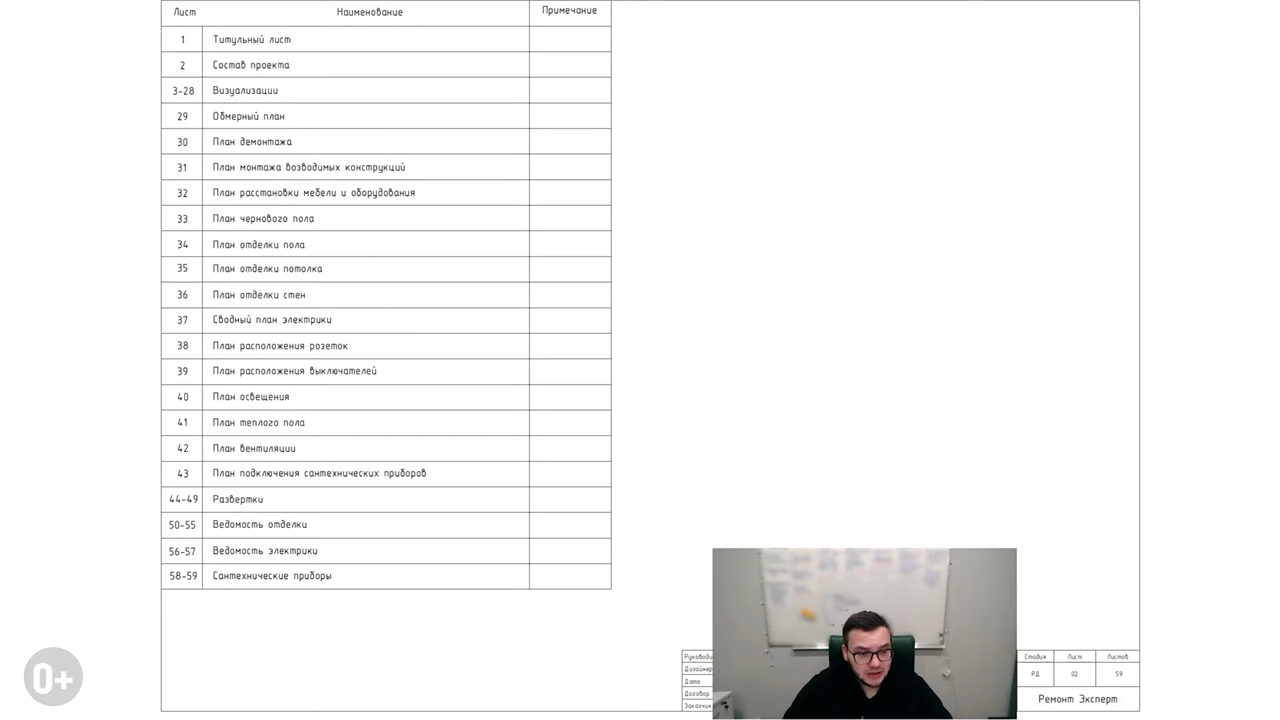 Лист Наименование Примечание
1 Титульный лист
2 Состав проекта
3-28 Визуализации
29 Обмерный план
30 План демонтажа
31 План монтажа возводимых конструкций
32 План расстановки мебели и оборудования
33 План чернового пола
34 План отделки пола
35 План отделки потолка
36 План отделки стен
37 Сводный план электрики
38 План расположения розеток
39 План расположения выключателей
40 План освещения
41 План теплого пола
42 План вентиляции
43 План подключения сантехнических приборов
44-49 Развертки
50-55 Ведомость отделки
56-57 Ведомость электрики
58-59 Сантехнические приборы
Руководи
Дизайнер
Дата
Договор
Заказчик
Стадия Лист Листов
РД 02 59
Ремонт Эксперт
0+